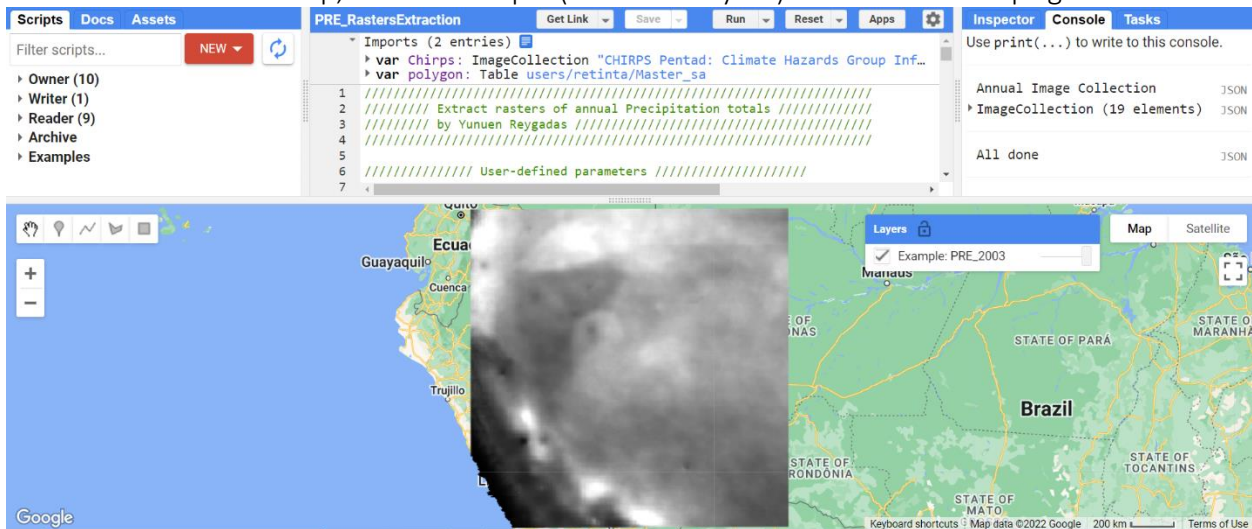 Scripts Docs Assets
Filter scripts...
NEW
Owner (10)
Writer (1)
Reader (9)
Archive
Examples
PRE_RastersExtraction
Get Link Save Run Reset Apps
Imports (2 entries)
var Chirps: ImageCollection "CHIRPS Pentad: Climate Hazards Group Inf…
var polygon: Table users/retinta/Master_sa
1 //////////////////////////////////////////////////////////////////////
2 ///////// Extract rasters of annual Precipitation totals /////////////
3 ///////// by Yunuen Reygadas /////////////////////////////////////////
4 //////////////////////////////////////////////////////////////////////
5
6 /////////////// User-defined parameters /////////////////////
7
Inspector Console Tasks
Use print(...) to write to this console.
Annual Image Collection JSON
ImageCollection (19 elements) JSON
All done JSON
Quito
Ecua
Guayaquil
Cuenca
Trujillo
L
Layers
Example: PRE_2003
Map Satellite
Manaus
STATE OF PARÁ
STATE O
MARANHÃ
Brazil
STATE OF
RONDÔNIA
STATE OF
TOCANTINS
STATE OF
MATO
Google
Keyboard shortcuts Map data ©2022 Google 200 km Terms of Use